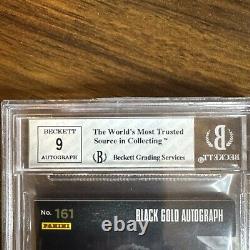 BECKETT
9
AUTOGRAPH
The World's Most Trusted
Source in Collecting™
B Beckett Grading Services
B
BECKETT
No. 161
PANINI
BLACK GOLD AUTOGRAPH